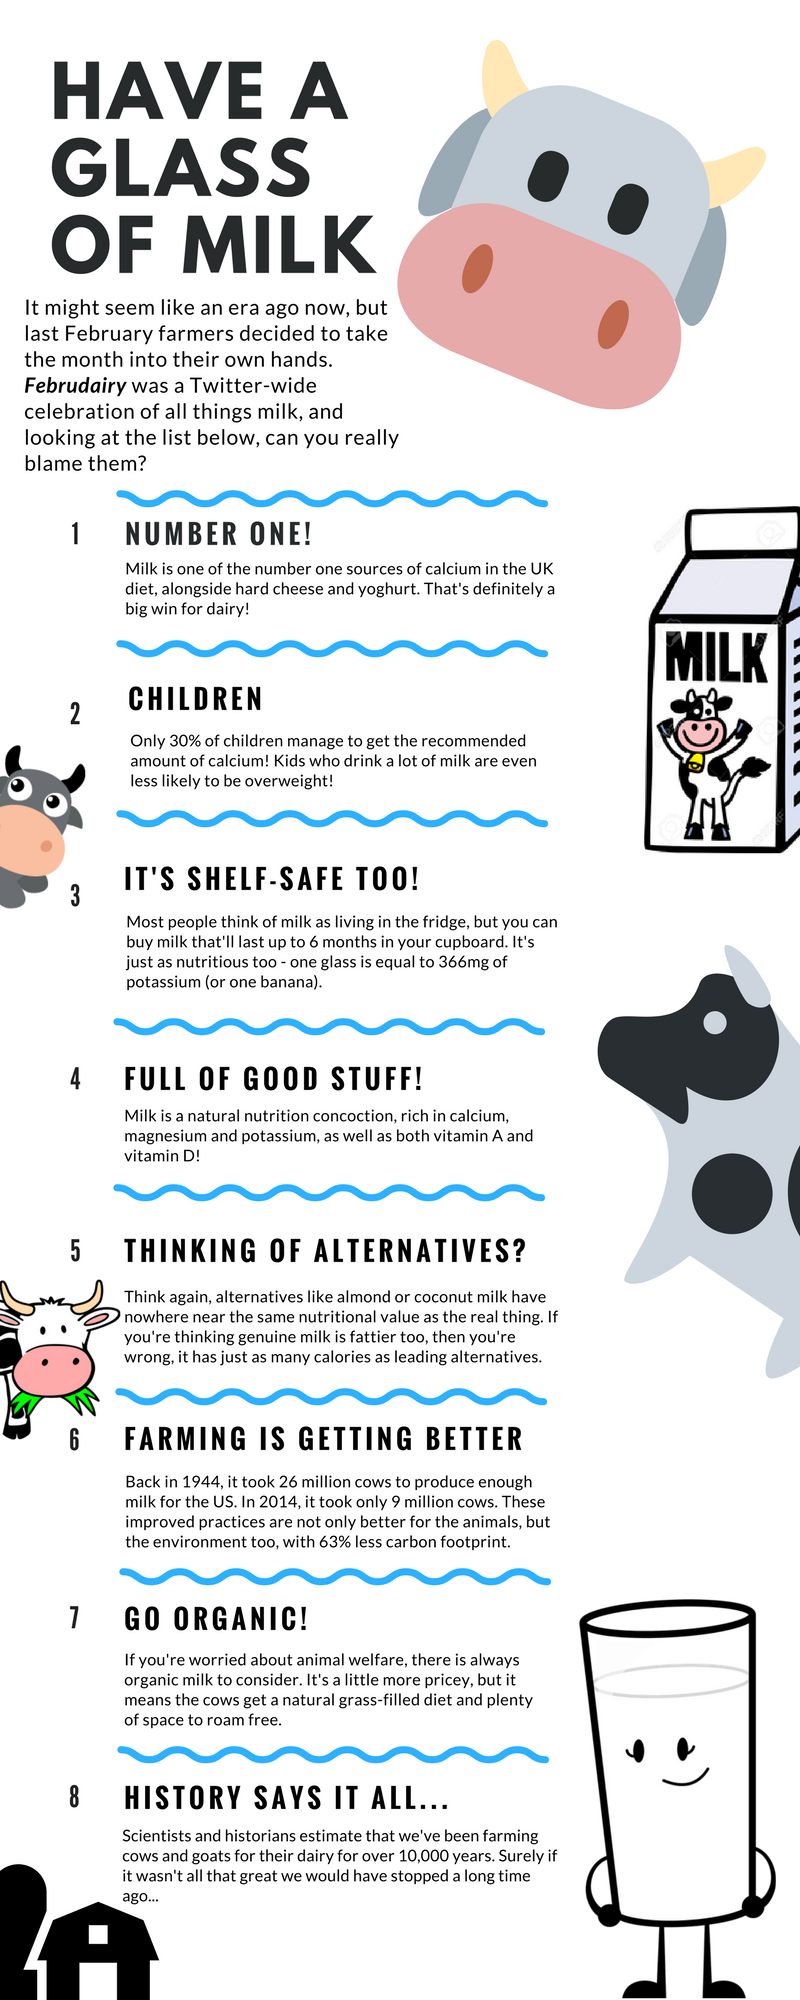 HAVE A
GLASS
OF MILK
It might seem like an era ago now, but
last February farmers decided to take
the month into their own hands.
Februdairy was a Twitter-wide
celebration of all things milk, and
looking at the list below, can you really
blame them?
1 NUMBER ONE!
Milk is one of the number one sources of calcium in the UK
diet, alongside hard cheese and yoghurt. That's definitely a
big win for dairy!
MILK
2 CHILDREN
Only 30% of children manage to get the recommended
amount of calcium! Kids who drink a lot of milk are even
less likely to be overweight!
3 IT'S SHELF-SAFE TOO!
Most people think of milk as living in the fridge, but you can
buy milk that'll last up to 6 months in your cupboard. It's
just as nutritious too - one glass is equal to 366mg of
potassium (or one banana).
4 FULL OF GOOD STUFF!
Milk is a natural nutrition concoction, rich in calcium,
magnesium and potassium, as well as both vitamin A and
vitamin D!
5 THINKING OF ALTERNATIVES?
Think again, alternatives like almond or coconut milk have
nowhere near the same nutritional value as the real thing. If
you're thinking genuine milk is fattier too, then you're
wrong, it has just as many calories as leading alternatives.
6 FARMING IS GETTING BETTER
Back in 1944, it took 26 million cows to produce enough
milk for the US. In 2014, it took only 9 million cows. These
improved practices are not only better for the animals, but
the environment too, with 63% less carbon footprint.
7 GO ORGANIC!
If you're worried about animal welfare, there is always
organic milk to consider. It's a little more pricey, but it
means the cows get a natural grass-filled diet and plenty
of space to roam free.
8 HISTORY SAYS IT ALL...
Scientists and historians estimate that we've been farming
cows and goats for their dairy for over 10,000 years. Surely if
it wasn't all that great we would have stopped a long time
ago...